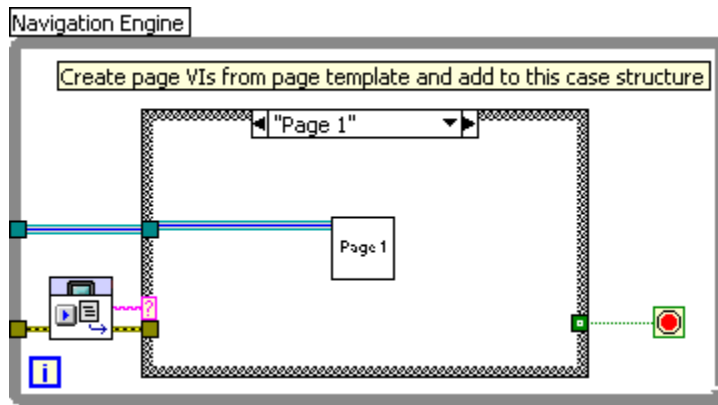 Navigation Engine
Create page VIs from page template and add to this case structure
"Page 1"
Page 1
?
i